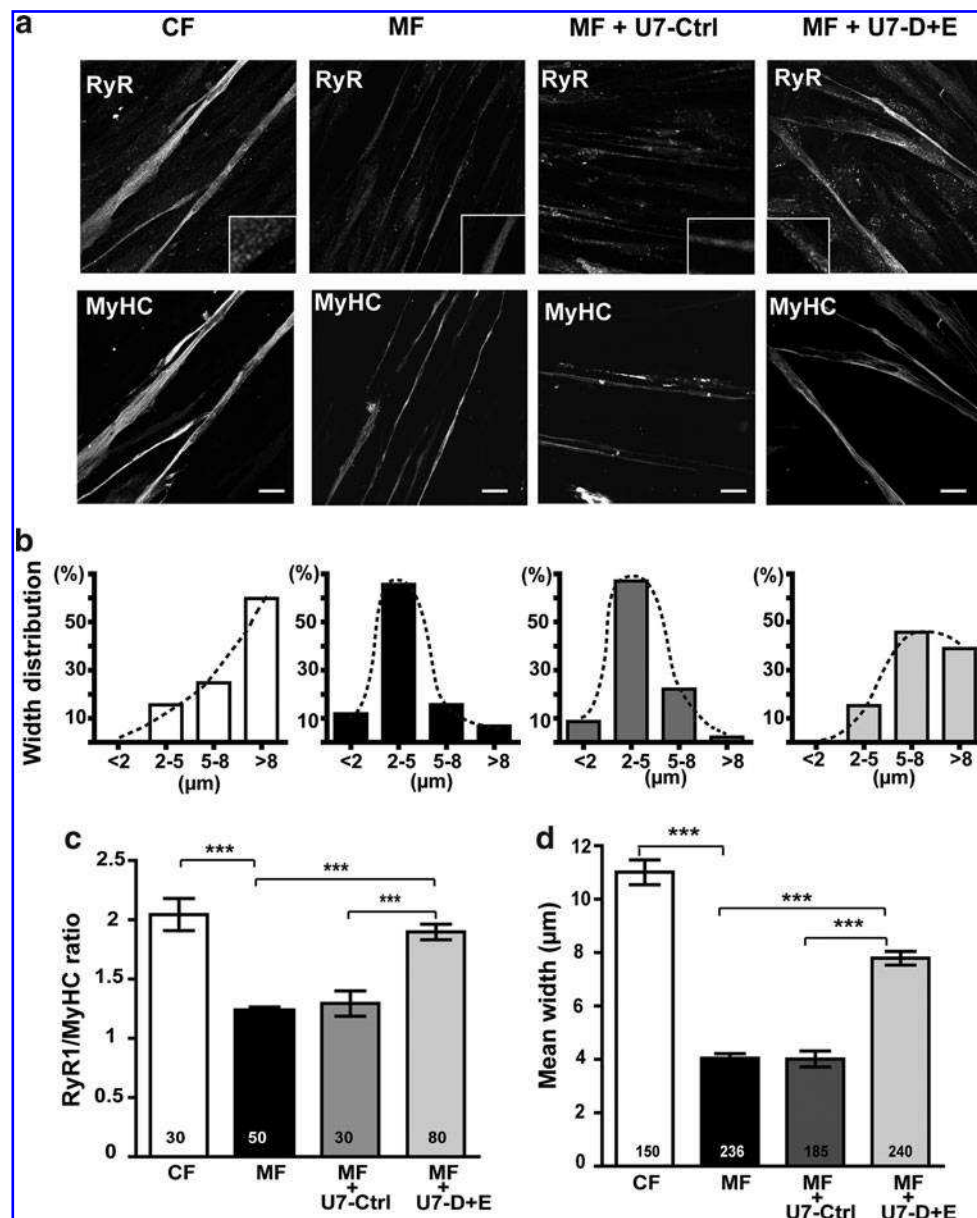 a
CF MF MF + U7-Ctrl MF + U7-D+E
RyR RyR RyR RyR
MyHC MyHC MyHC MyHC
b
Width distribution
(%) (%) (%) (%)
50 50 50 50
30 30 30 30
10 10 10 10
<2 2-5 5-8 >8 <2 2-5 5-8 >8 <2 2-5 5-8 >8 <2 2-5 5-8 >8
(µm) (µm) (µm) (µm)
c
RyR1/MyHC ratio
2.5
2
1.5
1
0.5
0
***
***
***
30 50 30 80
CF MF MF + U7-Ctrl MF + U7-D+E
d
Mean width (µm)
12
10
8
6
4
2
0
***
***
***
150 236 185 240
CF MF MF + U7-Ctrl MF + U7-D+E